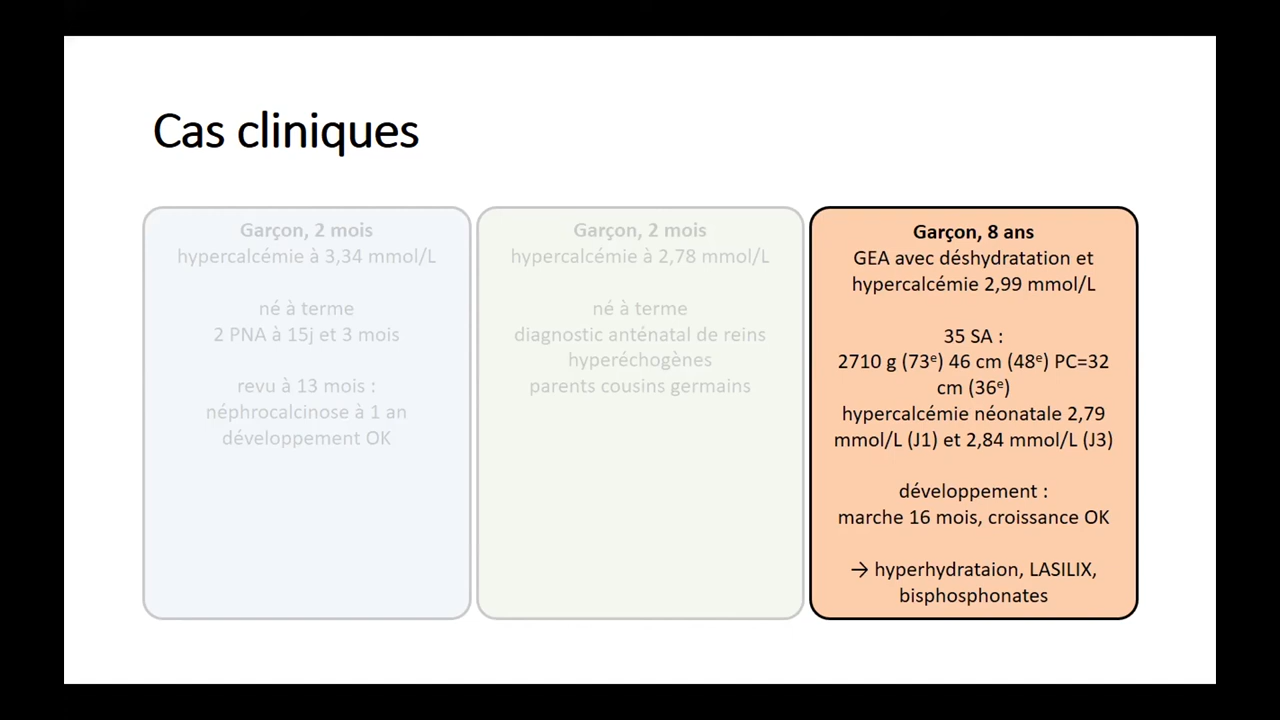 Cas cliniques
Garçon, 2 mois
hypercalcémie à 3,34 mmol/L
né à terme
2 PNA à 15j et 3 mois
revu à 13 mois :
néphrocalcinose à 1 an
développement OK
Garçon, 2 mois
hypercalcémie à 2,78 mmol/L
né à terme
diagnostic anténatal de reins
hyperéchogènes
parents cousins germains
Garçon, 8 ans
GEA avec déshydratation et
hypercalcémie 2,99 mmol/L
35 SA :
2710 g (73ᵉ) 46 cm (48ᵉ) PC=32
cm (36ᵉ)
hypercalcémie néonatale 2,79
mmol/L (J1) et 2,84 mmol/L (J3)
développement :
marche 16 mois, croissance OK
→ hyperhydrataion, LASILIX,
bisphosphonates